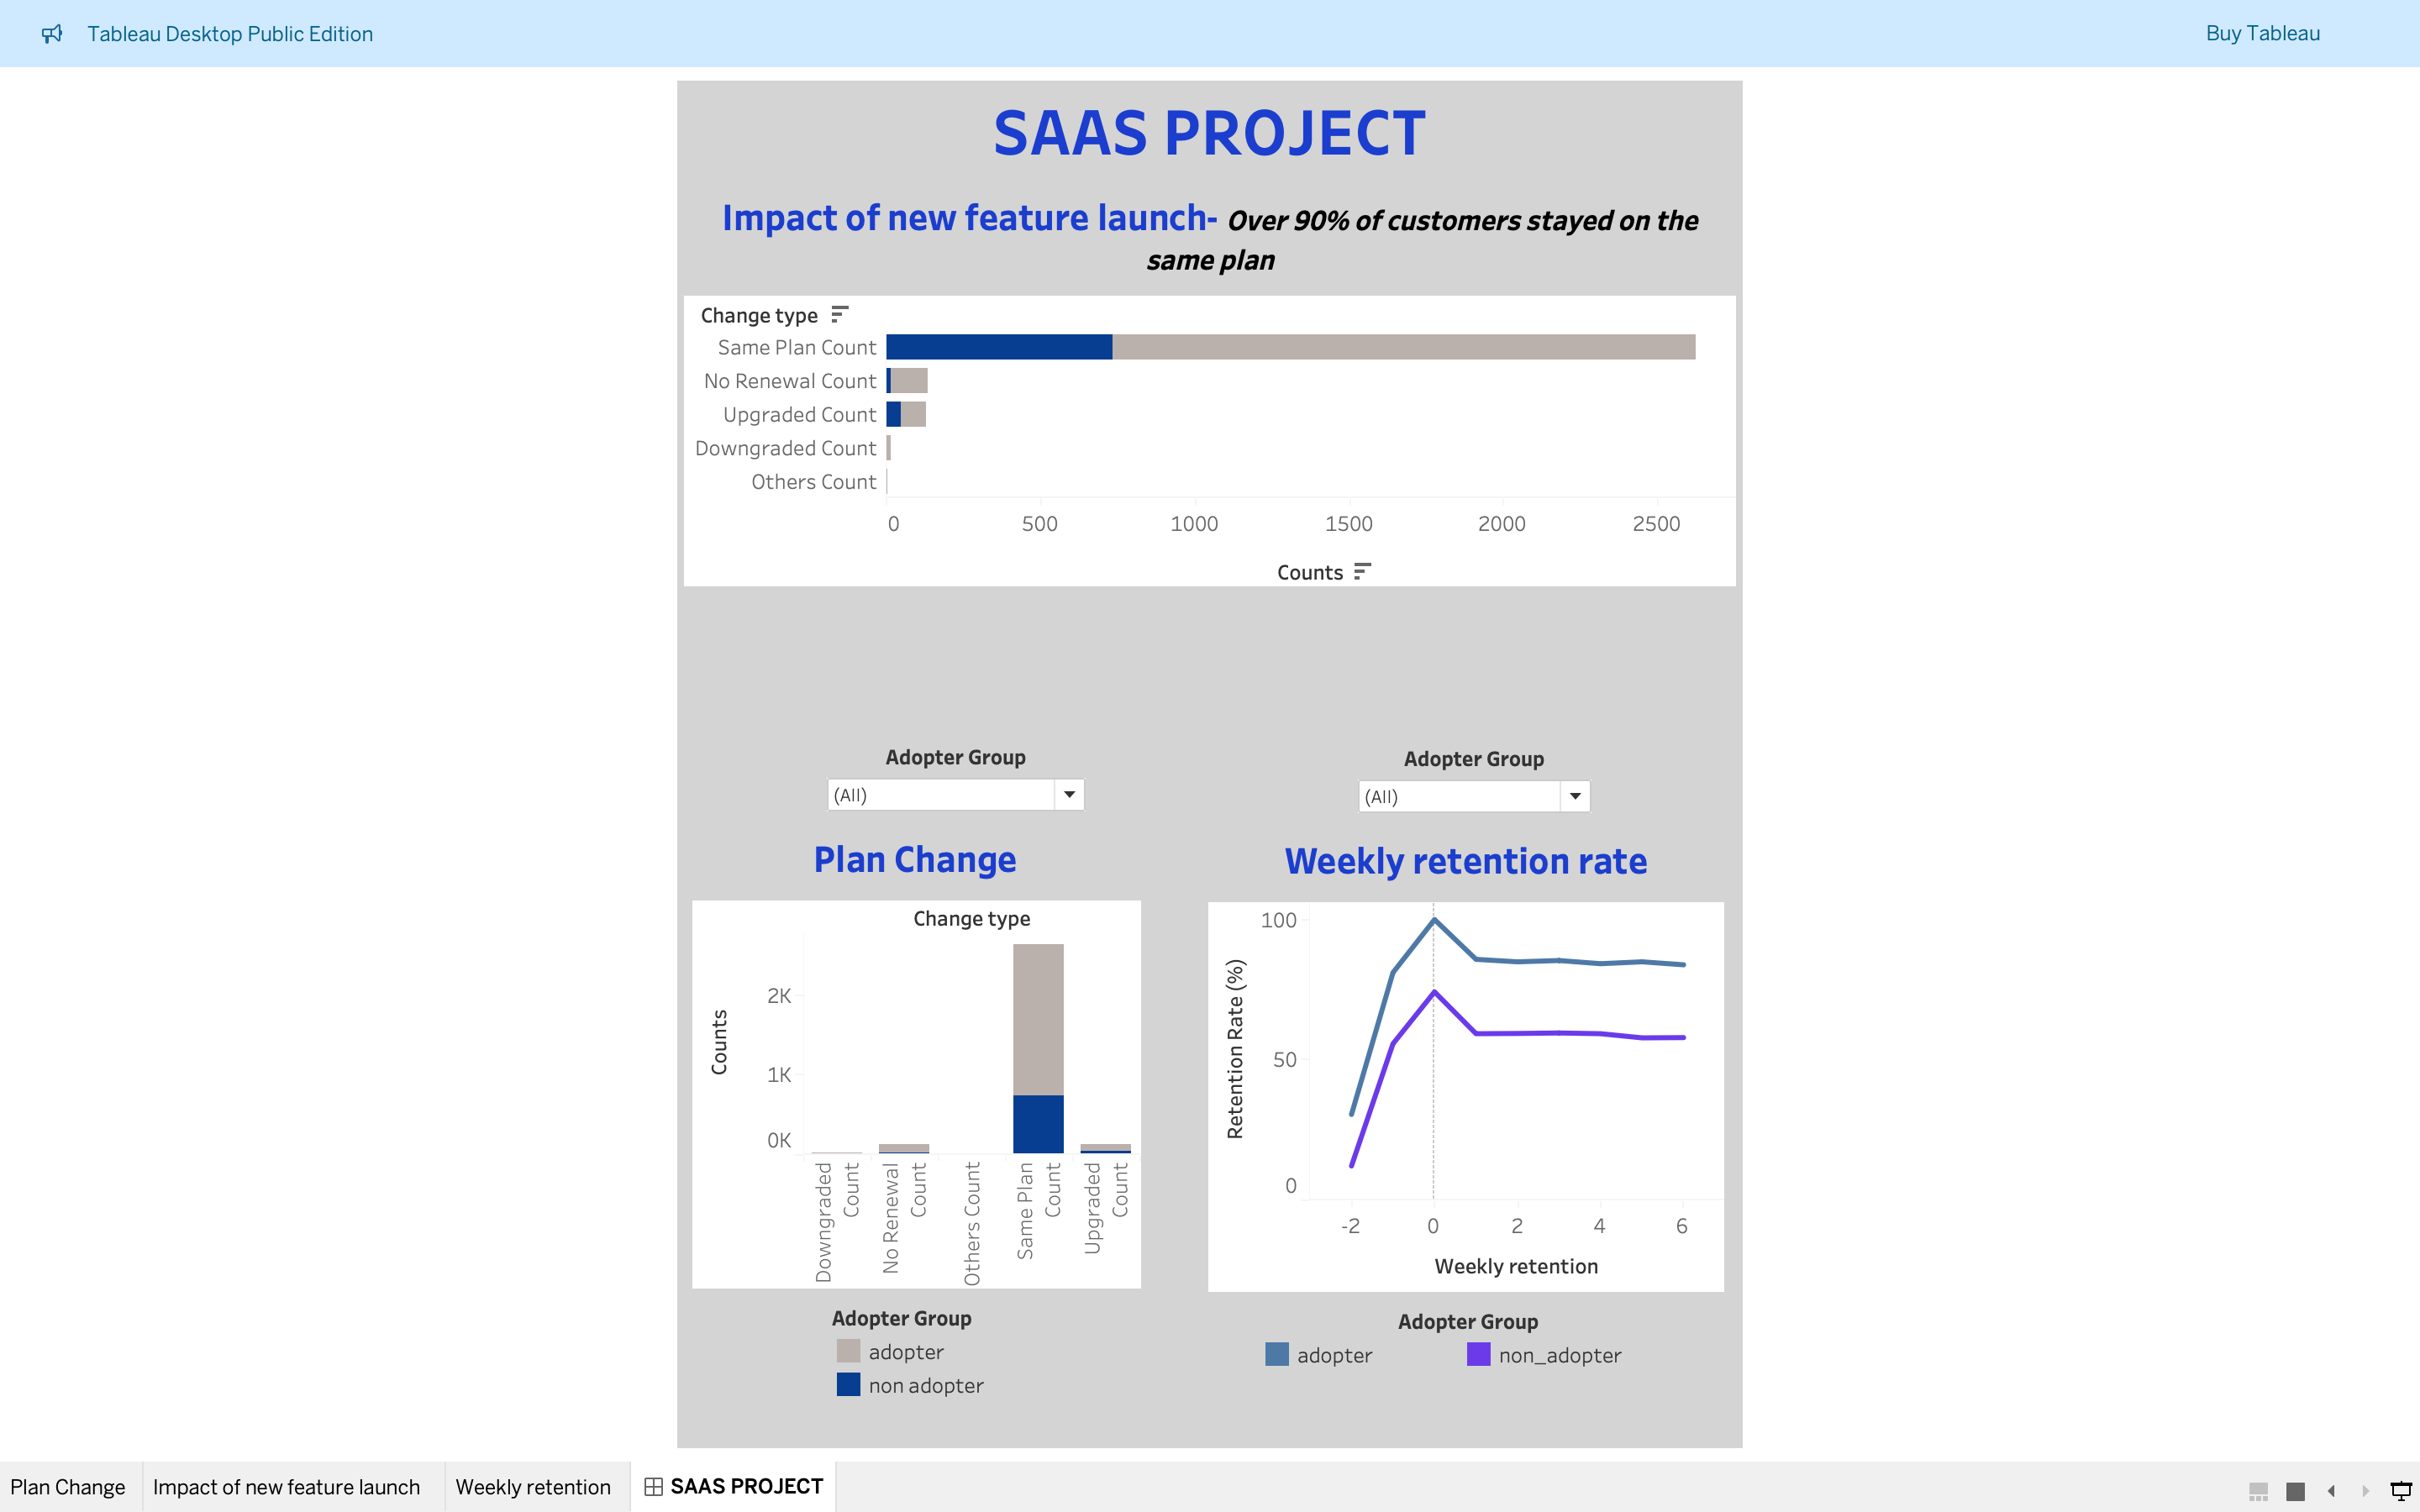 Tableau Desktop Public Edition
Buy Tableau
SAAS PROJECT
Impact of new feature launch- Over 90% of customers stayed on the
same plan
Change type
Same Plan Count
No Renewal Count
Upgraded Count
Downgraded Count
Others Count
0 500 1000 1500 2000 2500
Counts
Adopter Group
(All)
Adopter Group
(All)
Plan Change
Change type
Counts
2K
1K
0K
Downgraded
Count
No Renewal
Count
Others Count
Same Plan
Count
Upgraded
Count
Adopter Group
adopter
non adopter
Weekly retention rate
Retention Rate (%)
100
50
0
-2 0 2 4 6
Weekly retention
Adopter Group
adopter non_adopter
Plan Change Impact of new feature launch Weekly retention SAAS PROJECT